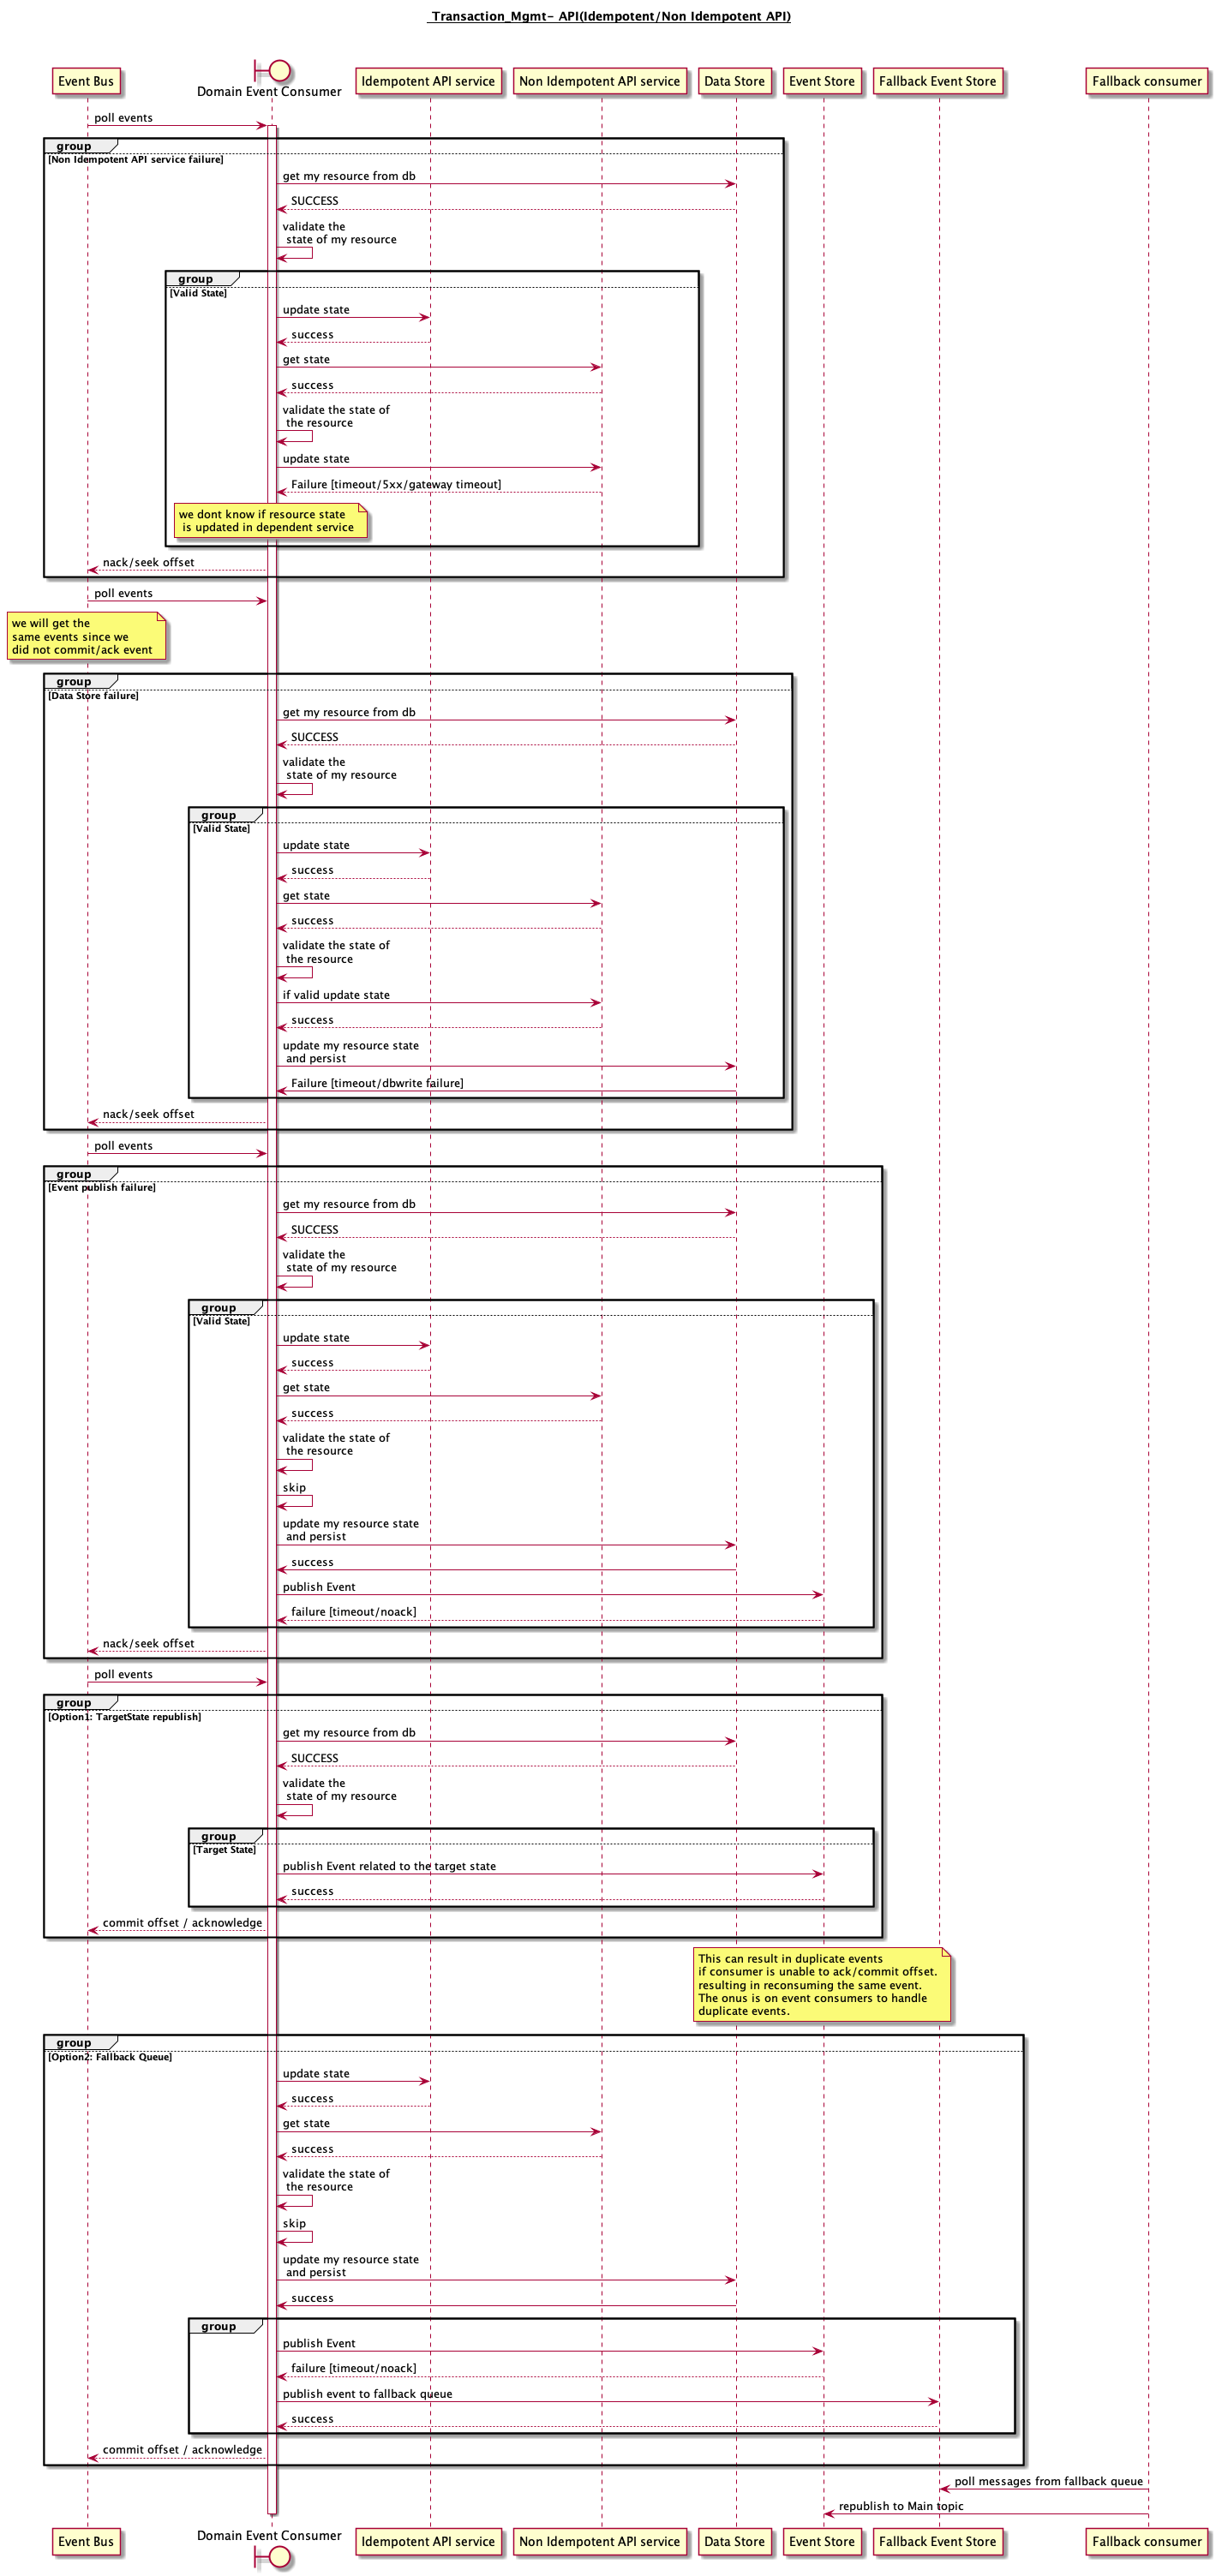 Transaction_Mgmt- API(Idempotent/Non Idempotent API)
Event Bus
Domain Event Consumer
Idempotent API service
Non Idempotent API service
Data Store
Event Store
Fallback Event Store
Fallback consumer
poll events
group
[Non Idempotent API service failure]
get my resource from db
SUCCESS
validate the
state of my resource
group
[Valid State]
update state
success
get state
success
validate the state of
the resource
update state
Failure [timeout/5xx/gateway timeout]
we dont know if resource state
is updated in dependent service
nack/seek offset
poll events
we will get the
same events since we
did not commit/ack event
group
[Data Store failure]
get my resource from db
SUCCESS
validate the
state of my resource
group
[Valid State]
update state
success
get state
success
validate the state of
the resource
if valid update state
success
update my resource state
and persist
Failure [timeout/dbwrite failure]
nack/seek offset
poll events
group
[Event publish failure]
get my resource from db
SUCCESS
validate the
state of my resource
group
[Valid State]
update state
success
get state
success
validate the state of
the resource
skip
update my resource state
and persist
success
publish Event
failure [timeout/noack]
nack/seek offset
poll events
group
[Option1: TargetState republish]
get my resource from db
SUCCESS
validate the
state of my resource
group
[Target State]
publish Event related to the target state
success
commit offset / acknowledge
This can result in duplicate events
if consumer is unable to ack/commit offset.
resulting in reconsuming the same event.
The onus is on event consumers to handle
duplicate events.
group
[Option2: Fallback Queue]
update state
success
get state
success
validate the state of
the resource
skip
update my resource state
and persist
success
group
publish Event
failure [timeout/noack]
publish event to fallback queue
success
commit offset / acknowledge
poll messages from fallback queue
republish to Main topic
Event Bus
Domain Event Consumer
Idempotent API service
Non Idempotent API service
Data Store
Event Store
Fallback Event Store
Fallback consumer